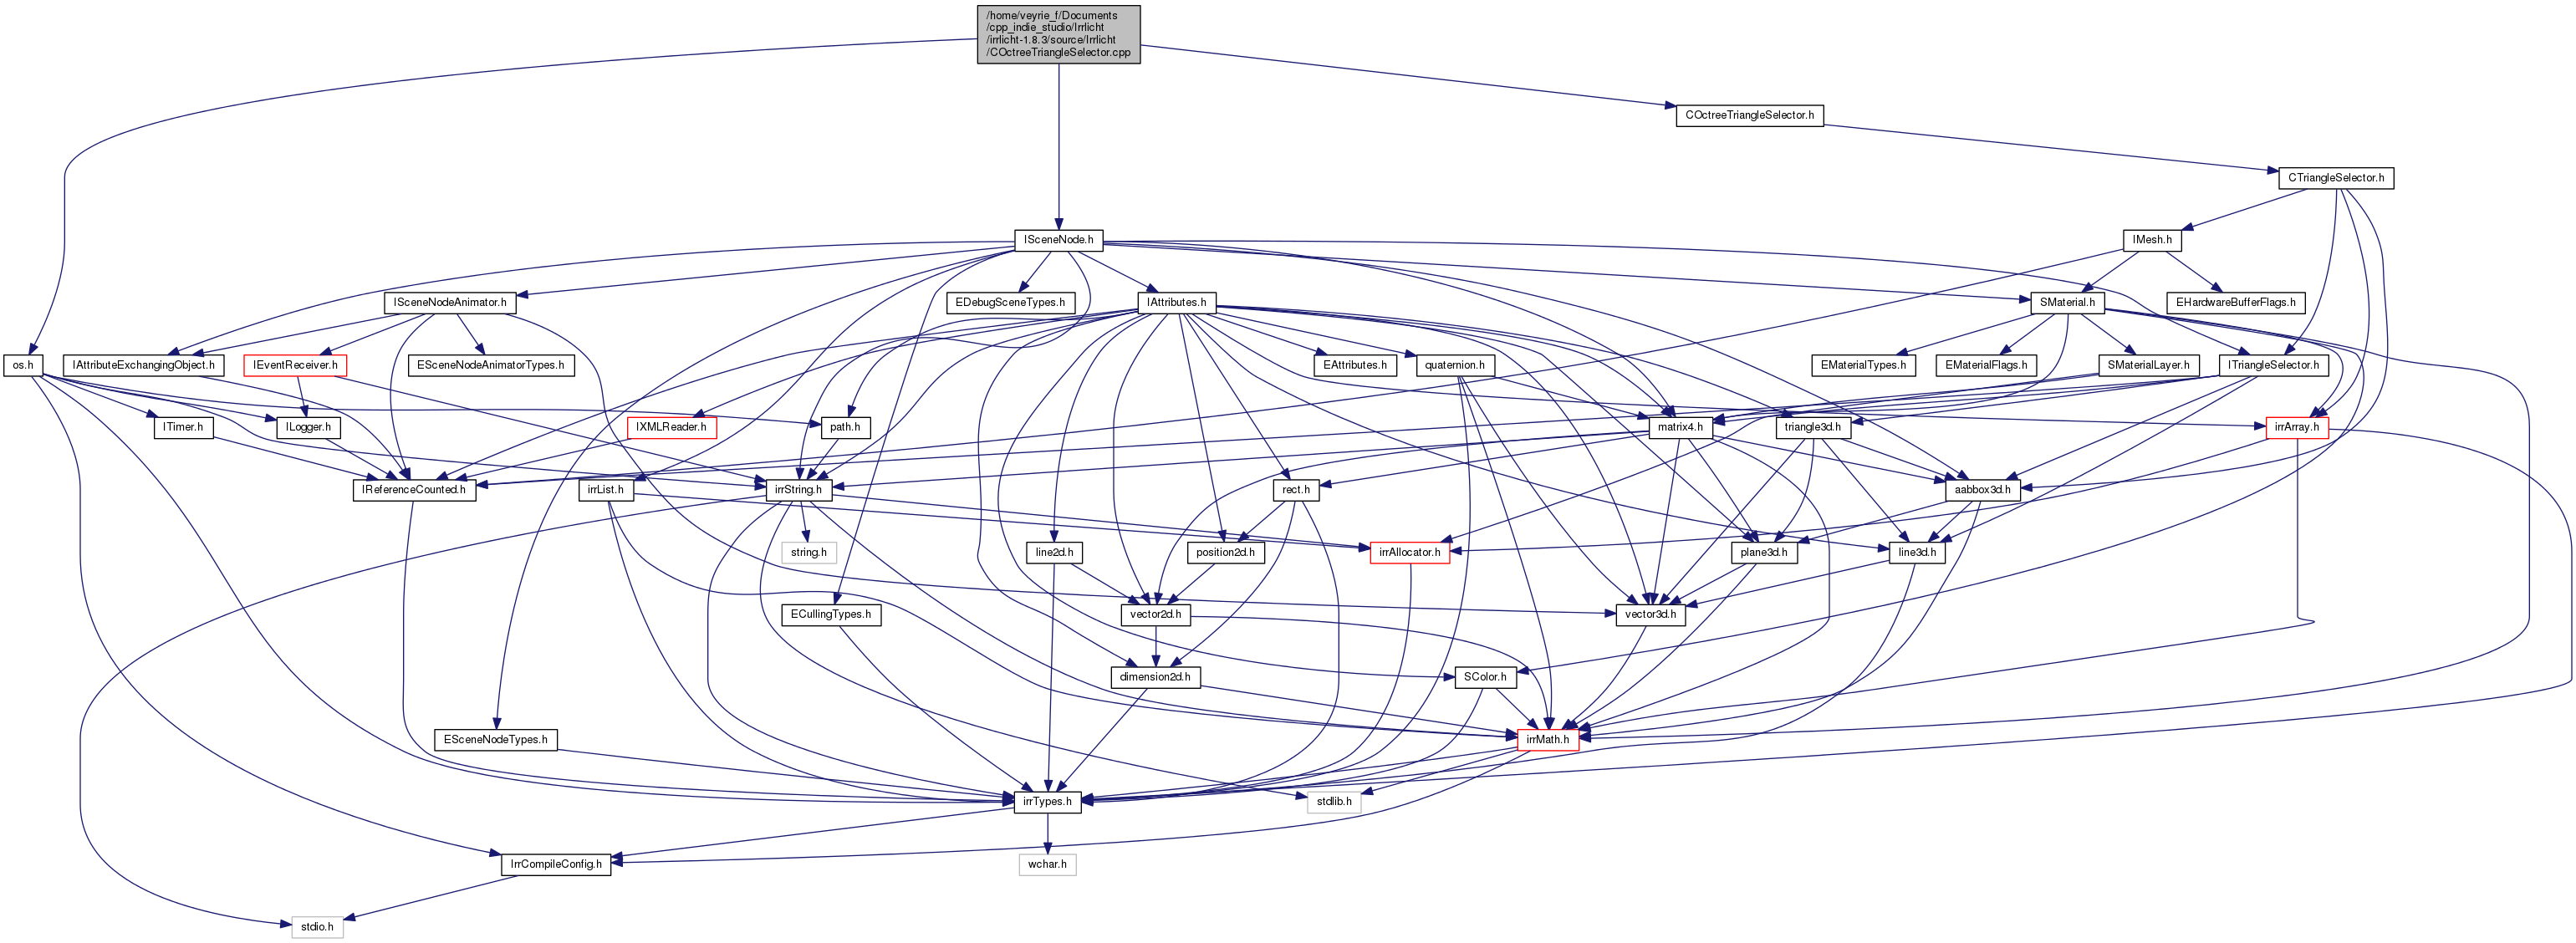 /home/veyrie_f/Documents
/cpp_indie_studio/Irrlicht
/irrlicht-1.8.3/source/Irrlicht
/COctreeTriangleSelector.cpp
COctreeTriangleSelector.h
CTriangleSelector.h
ISceneNode.h
IMesh.h
ISceneNodeAnimator.h
EDebugSceneTypes.h
IAttributes.h
SMaterial.h
EHardwareBufferFlags.h
os.h
IAttributeExchangingObject.h
IEventReceiver.h
ESceneNodeAnimatorTypes.h
EAttributes.h
quaternion.h
EMaterialTypes.h
EMaterialFlags.h
SMaterialLayer.h
ITriangleSelector.h
ITimer.h
ILogger.h
IXMLReader.h
path.h
matrix4.h
triangle3d.h
irrArray.h
IReferenceCounted.h
irrList.h
irrString.h
rect.h
aabbox3d.h
string.h
line2d.h
position2d.h
irrAllocator.h
plane3d.h
line3d.h
ECullingTypes.h
vector2d.h
vector3d.h
dimension2d.h
SColor.h
ESceneNodeTypes.h
irrMath.h
irrTypes.h
stdlib.h
IrrCompileConfig.h
wchar.h
stdio.h